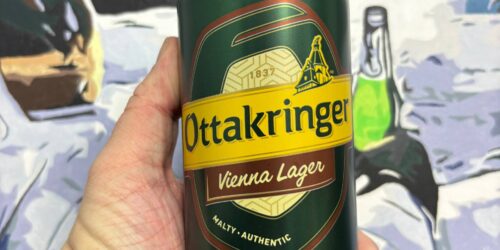 1837
Ottakringer
Vienna Lager
MALTY · AUTHENTIC